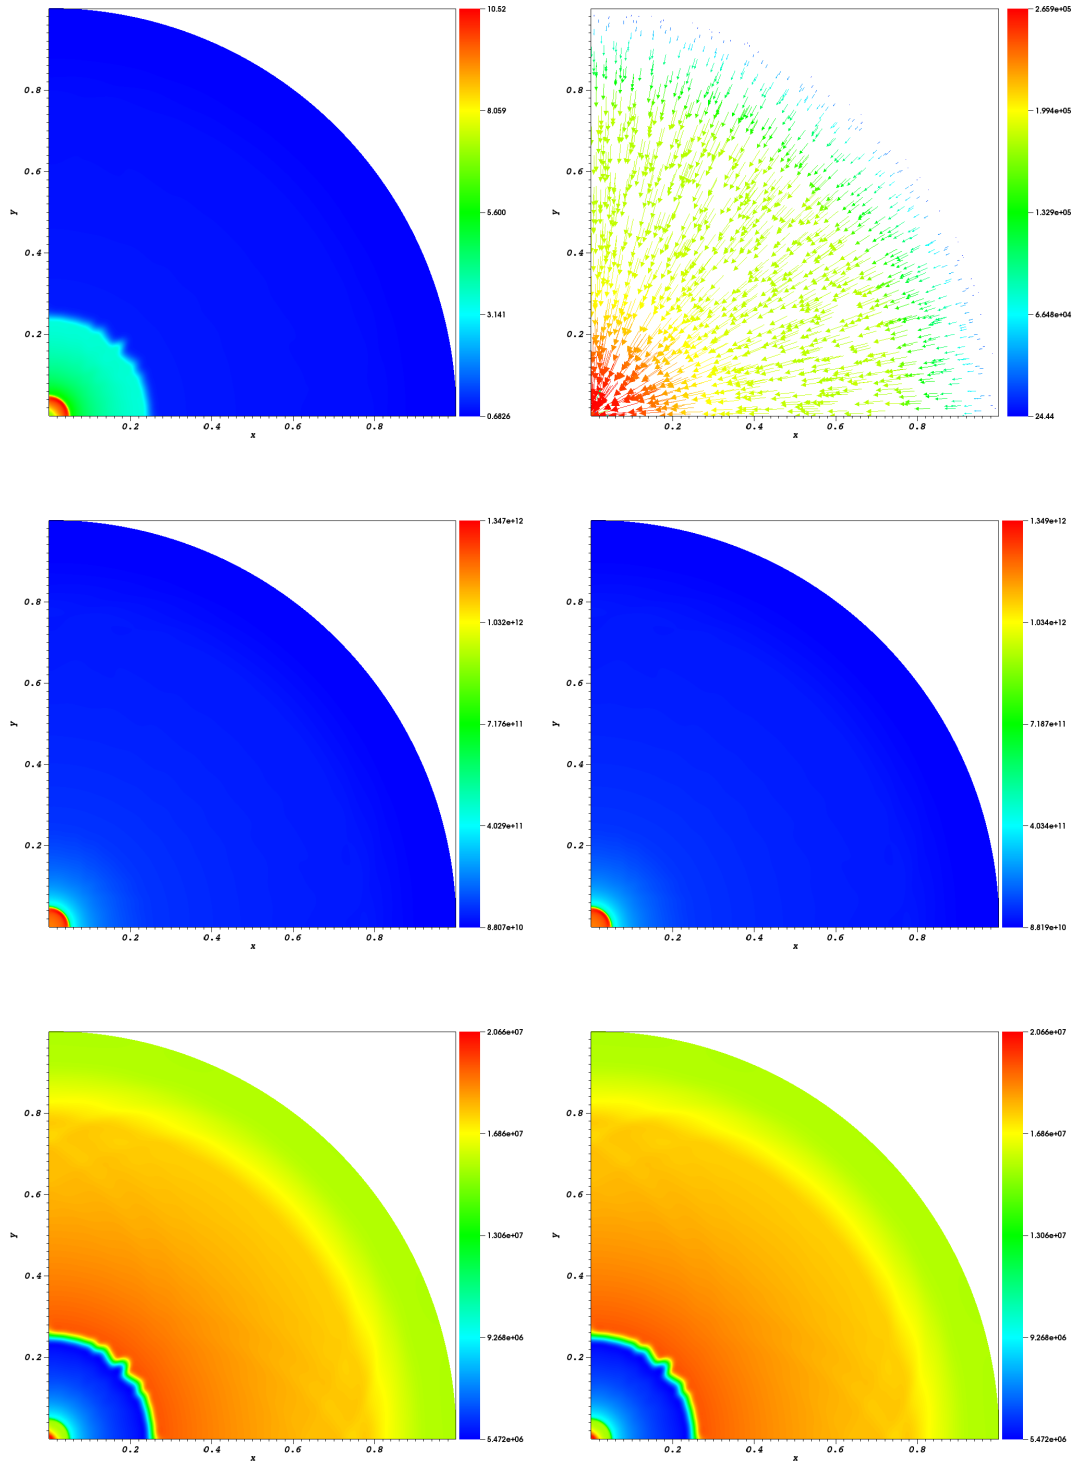 10.52
8.059
5.600
3.141
0.6826
0.8
0.6
0.4
0.2
y
0.2
0.4
0.6
0.8
x
2.659e+05
1.994e+05
1.329e+05
6.648e+04
24.44
0.8
0.6
0.4
0.2
y
0.2
0.4
0.6
0.8
x
1.347e+12
1.032e+12
7.176e+11
4.029e+11
8.807e+10
0.8
0.6
0.4
0.2
y
0.2
0.4
0.6
0.8
x
1.349e+12
1.034e+12
7.187e+11
4.034e+11
8.819e+10
0.8
0.6
0.4
0.2
y
0.2
0.4
0.6
0.8
x
2.066e+07
1.686e+07
1.306e+07
9.268e+06
5.472e+06
0.8
0.6
0.4
0.2
y
0.2
0.4
0.6
0.8
x
2.066e+07
1.686e+07
1.306e+07
9.268e+06
5.472e+06
0.8
0.6
0.4
0.2
y
0.2
0.4
0.6
0.8
x